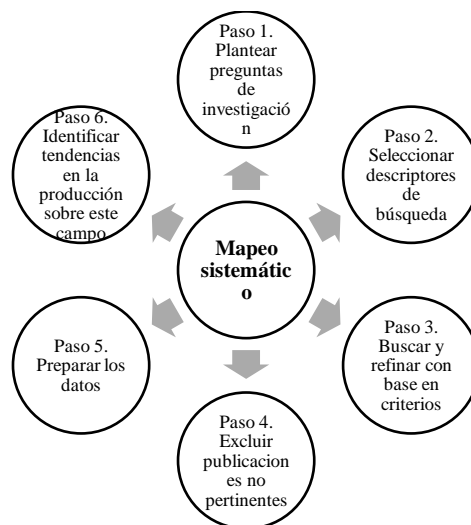 Paso 1.
Plantear
preguntas
de
investigació
n
Paso 2.
Seleccionar
descriptores
de
búsqueda
Paso 3.
Buscar y
refinar con
base en
criterios
Paso 4.
Excluir
publicacion
es no
pertinentes
Paso 5.
Preparar los
datos
Paso 6.
Identificar
tendencias
en la
producción
sobre este
campo
Mapeo
sistemátic
o